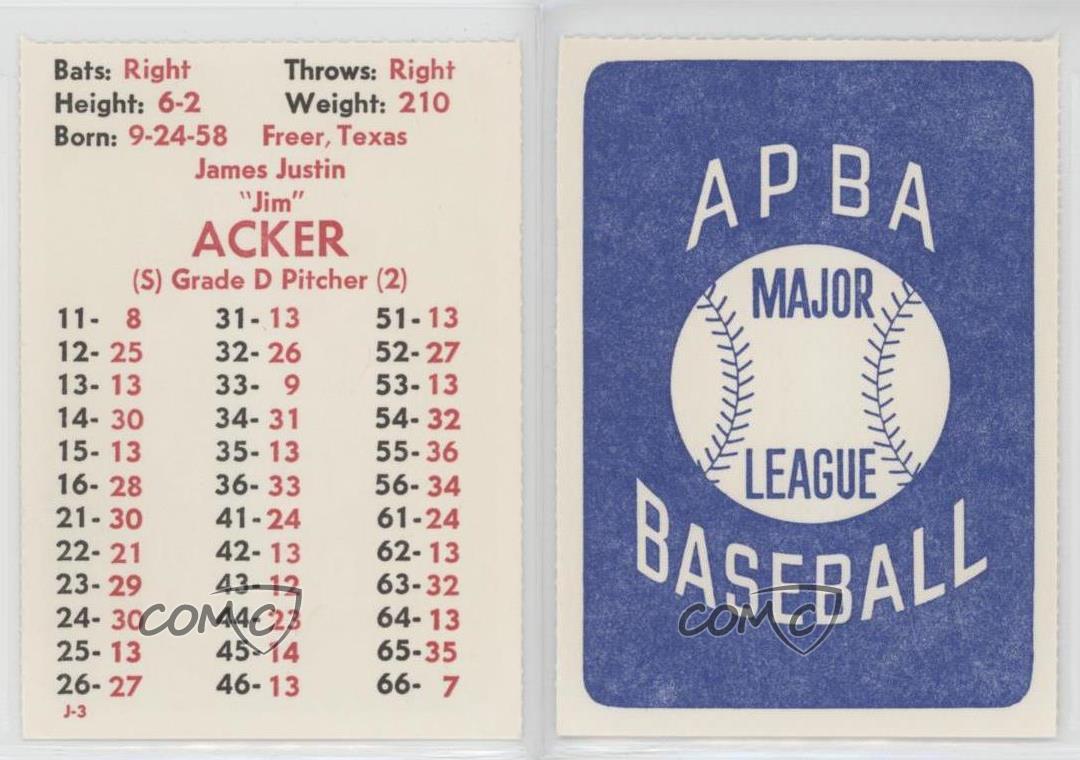 Bats: Right Throws: Right
Height: 6-2 Weight: 210
Born: 9-24-58 Freer, Texas
James Justin
"Jim"
ACKER
(S) Grade D Pitcher (2)
11- 8 31- 13 51- 13
12- 25 32- 26 52- 27
13- 13 33- 9 53- 13
14- 30 34- 31 54- 32
15- 13 35- 13 55- 36
16- 28 36- 33 56- 34
21- 30 41- 24 61- 24
22- 21 42- 13 62- 13
23- 29 43- 12 63- 32
24- 30 44- 23 64- 13
25- 13 45- 14 65- 35
26- 27 46- 13 66- 7
J-3
COMC
APBA
MAJOR
LEAGUE
BASEBALL
COMC